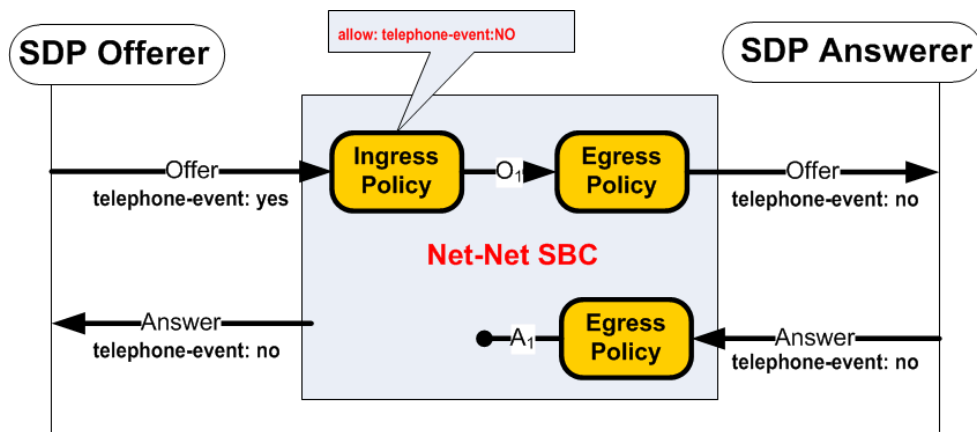 allow: telephone-event:NO
SDP Offerer
SDP Answerer
Ingress
Policy
Egress
Policy
Offer
O₁
Offer
telephone-event: yes
telephone-event: no
Net-Net SBC
Answer
A₁
Egress
Policy
Answer
telephone-event: no
telephone-event: no